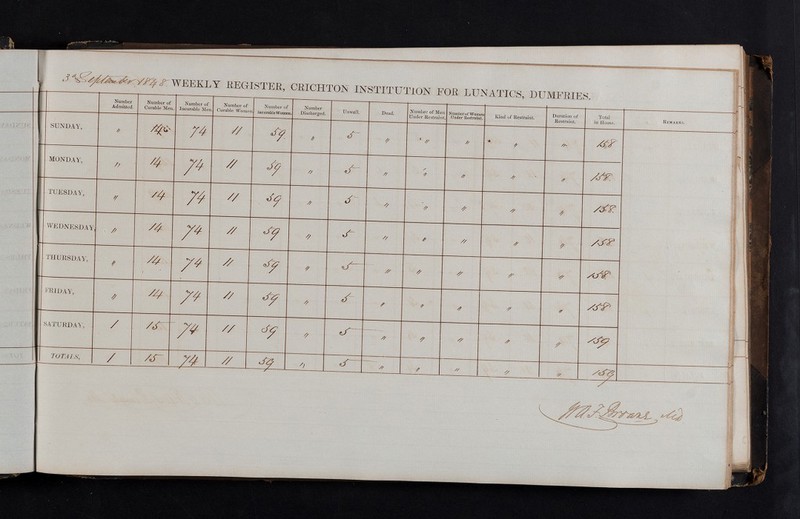 3rd September 1848 WEEKLY REGISTER, CRICHTON INSTITUTION FOR LUNATICS, DUMFRIES.
Number Admitted. Number of Curable Men. Number of Incurable Men. Number of Curable Women. Number of Incurable Women. Number Discharged. Unwell. Dead. Number of Men Under Restraint. Number of Women Under Restraint. Kind of Restraint. Duration of Restraint. Total in House. REMARKS.
SUNDAY, " 14 74 11 59 " 5 " " " " " 158
MONDAY, " 14 74 11 59 " 5 " " " " " 158
TUESDAY, " 14 74 11 59 " 5 " " " " " 158
WEDNESDAY, " 14 74 11 59 " 5 " " " " " 158
THURSDAY, " 14 74 11 59 " 5 " " " " " 158
FRIDAY, " 14 74 11 59 " 5 " " " " " 158
SATURDAY, 1 15 74 11 59 " 5 " " " " " 159
TOTALS, 1 15 74 11 59 " 5 " " " " " 159
W A F Browne